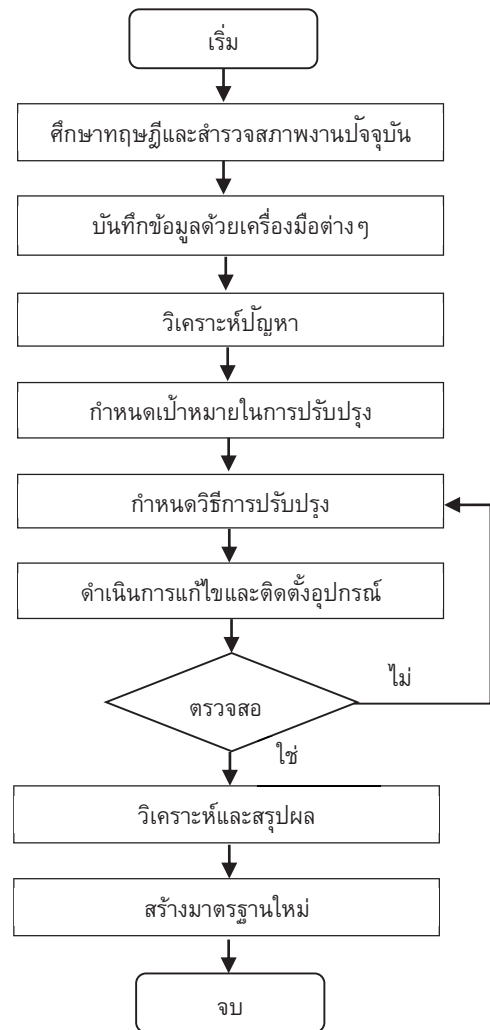 เริ่ม
ศึกษาทฤษฎีและสำรวจสภาพงานปัจจุบัน
บันทึกข้อมูลด้วยเครื่องมือต่างๆ
วิเคราะห์ปัญหา
กำหนดเป้าหมายในการปรับปรุง
กำหนดวิธีการปรับปรุง
ดำเนินการแก้ไขและติดตั้งอุปกรณ์
ไม่
ตรวจสอ
ใช่
วิเคราะห์และสรุปผล
สร้างมาตรฐานใหม่
จบ